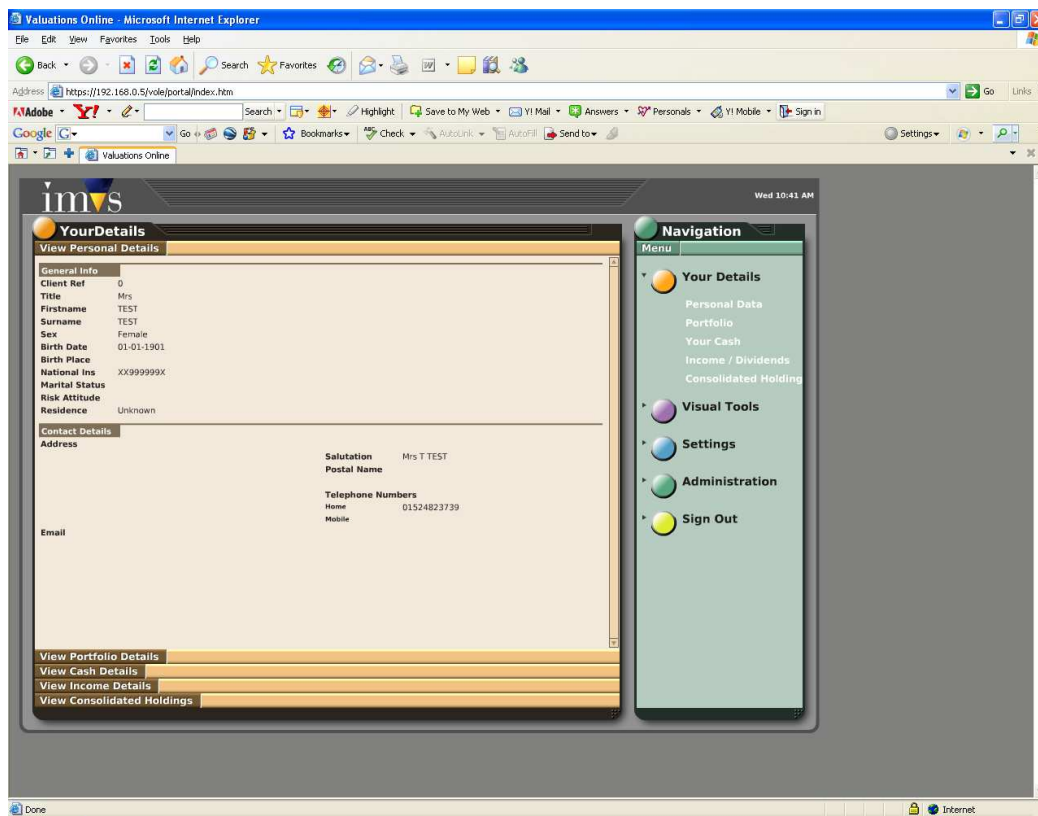 Valuations Online - Microsoft Internet Explorer
File Edit View Favorites Tools Help
Back Search Favorites
Address https://192.168.0.5/vole/portal/index.htm Go Links
Adobe Y! Search Highlight Save to My Web Y! Mail Answers Personals Y! Mobile Sign in
Google G Go Bookmarks Check AutoLink AutoFill Send to Settings
Valuations Online
imvs
Wed 10:41 AM
YourDetails
View Personal Details
General Info
Client Ref 0
Title Mrs
Firstname TEST
Surname TEST
Sex Female
Birth Date 01-01-1901
Birth Place
National Ins XX999999X
Marital Status
Risk Attitude
Residence Unknown
Contact Details
Address
Salutation Mrs T TEST
Postal Name
Telephone Numbers
Home 01524823739
Mobile
Email
View Portfolio Details
View Cash Details
View Income Details
View Consolidated Holdings
Navigation
Menu
Your Details
Personal Data
Portfolio
Your Cash
Income / Dividends
Consolidated Holding
Visual Tools
Settings
Administration
Sign Out
Done Internet